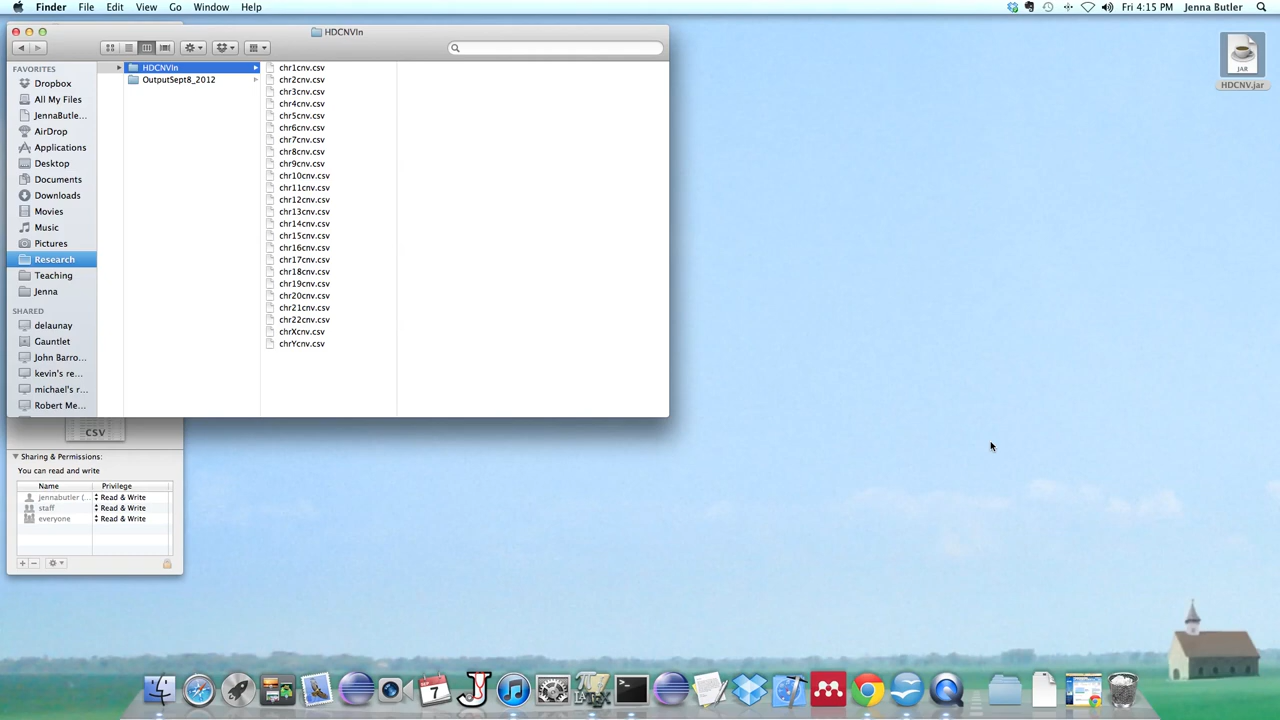 Finder File Edit View Go Window Help
Fri 4:15 PM Jenna Butler
HDCNVIn
FAVORITES
Dropbox
All My Files
JennaButle...
AirDrop
Applications
Desktop
Documents
Downloads
Movies
Music
Pictures
Research
Teaching
Jenna
SHARED
delaunay
Gauntlet
John Barro...
kevin's re...
michael's r...
Robert Me...
HDCNVIn
OutputSept8_2012
chr1cnv.csv
chr2cnv.csv
chr3cnv.csv
chr4cnv.csv
chr5cnv.csv
chr6cnv.csv
chr7cnv.csv
chr8cnv.csv
chr9cnv.csv
chr10cnv.csv
chr11cnv.csv
chr12cnv.csv
chr13cnv.csv
chr14cnv.csv
chr15cnv.csv
chr16cnv.csv
chr17cnv.csv
chr18cnv.csv
chr19cnv.csv
chr20cnv.csv
chr21cnv.csv
chr22cnv.csv
chrXcnv.csv
chrYcnv.csv
JAR
HDCNV.jar
CSV
Sharing & Permissions:
You can read and write
Name Privilege
jennabutler (... Read & Write
staff Read & Write
everyone Read & Write
7